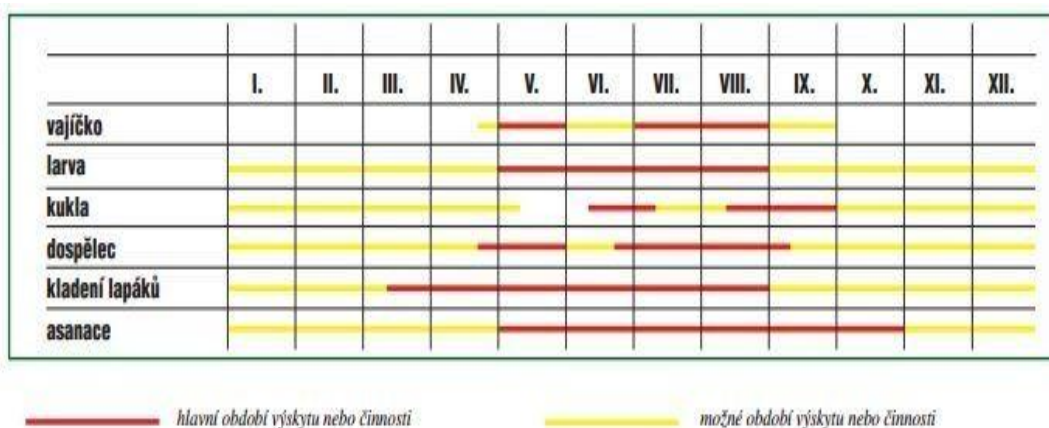 I. II. III. IV. V. VI. VII. VIII. IX. X. XI. XII.
vajíčko
larva
kukla
dospělec
kladení lapáků
asanace
hlavní období výskytu nebo činnosti možné období výskytu nebo činnosti